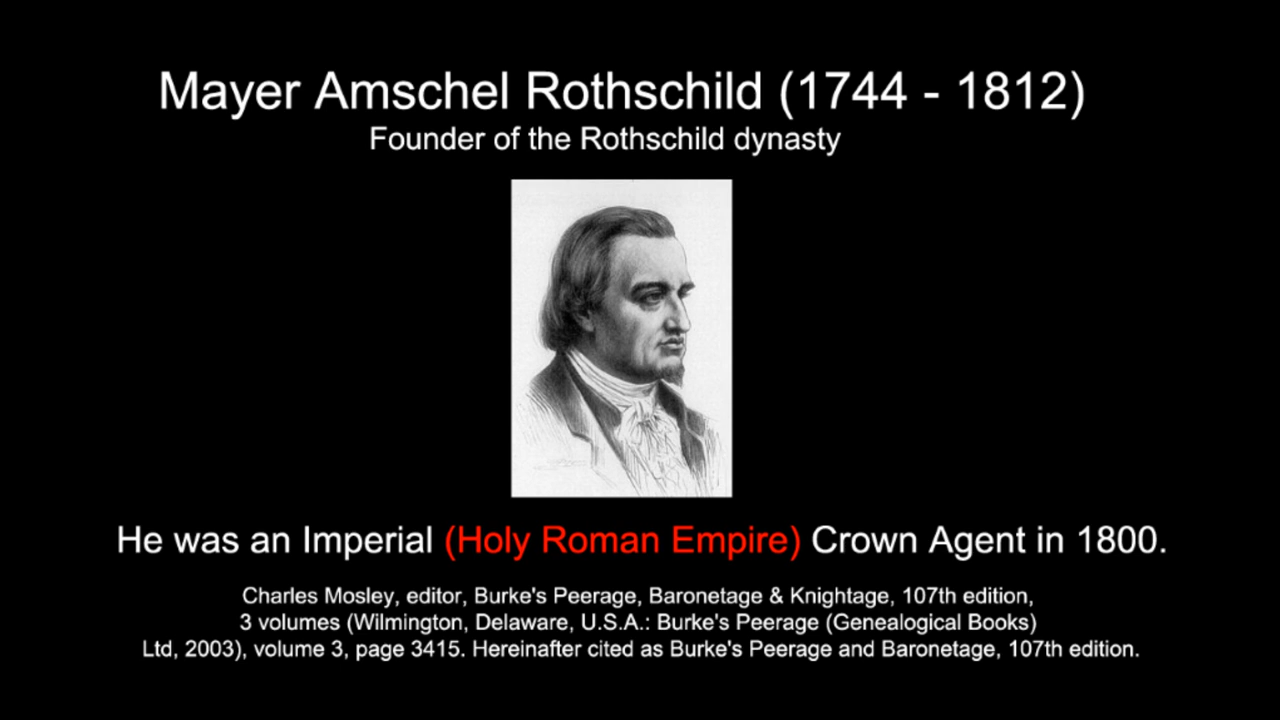 Mayer Amschel Rothschild (1744 - 1812)
Founder of the Rothschild dynasty
He was an Imperial (Holy Roman Empire) Crown Agent in 1800.
Charles Mosley, editor, Burke's Peerage, Baronetage & Knightage, 107th edition,
3 volumes (Wilmington, Delaware, U.S.A.: Burke's Peerage (Genealogical Books)
Ltd, 2003), volume 3, page 3415. Hereinafter cited as Burke's Peerage and Baronetage, 107th edition.